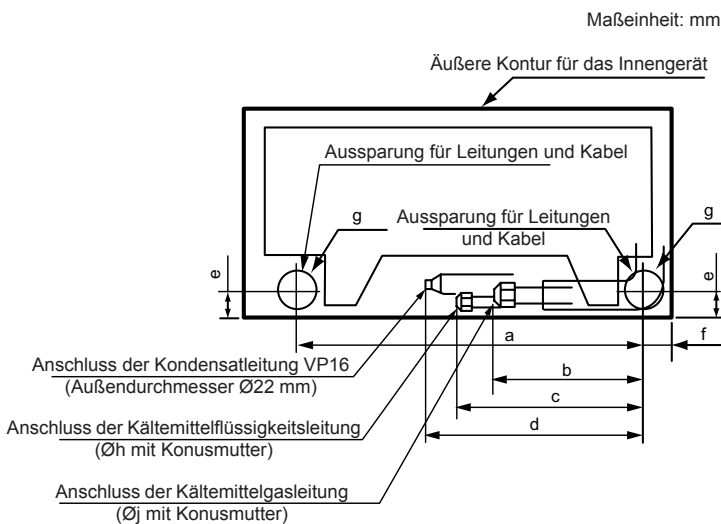 Maßeinheit: mm
Äußere Kontur für das Innengerät
Aussparung für Leitungen und Kabel
g
Aussparung für Leitungen
und Kabel
g
e
e
a
f
Anschluss der Kondensatleitung VP16
(Außendurchmesser Ø22 mm)
b
c
Anschluss der Kältemittelflüssigkeitsleitung
(Øh mit Konusmutter)
d
Anschluss der Kältemittelgasleitung
(Øj mit Konusmutter)